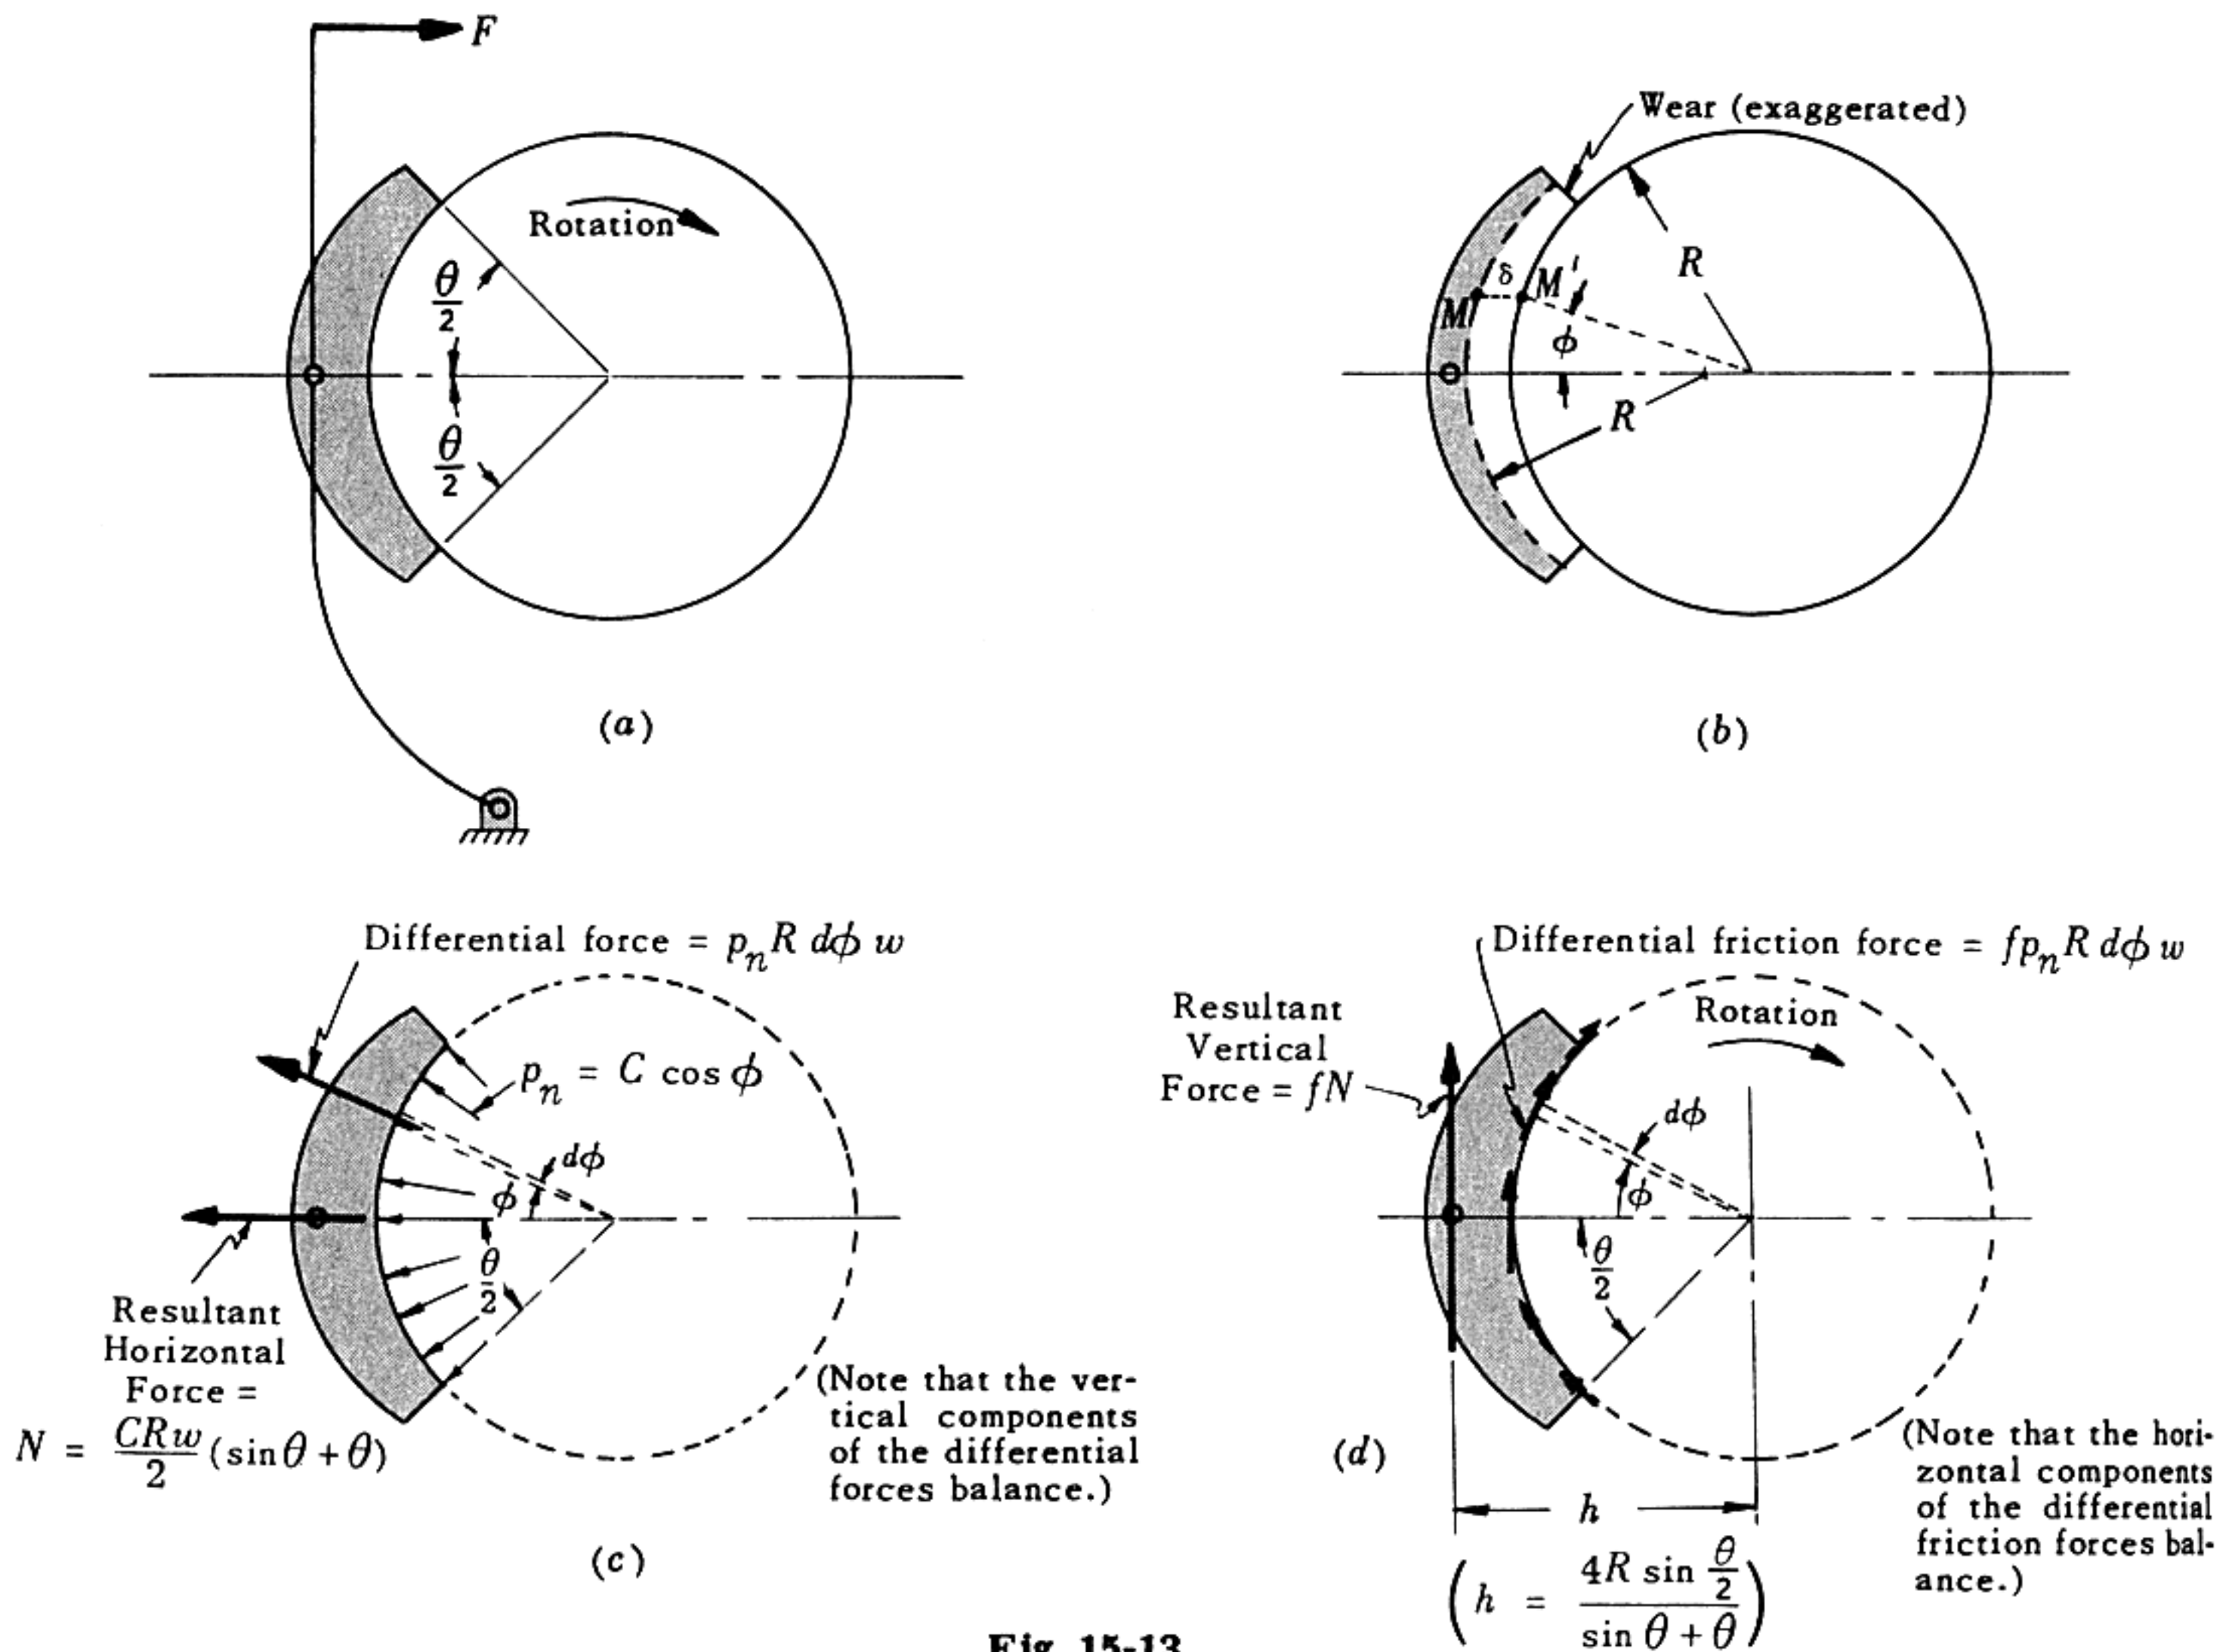 F
Rotation
θ/2
θ/2
(a)
Wear (exaggerated)
R
δ
M'
M
ϕ
R
(b)
Differential force = pₙR dϕ w
pₙ = C cos ϕ
dϕ
ϕ
θ/2
Resultant
Horizontal
Force =
N = CRw/2 (sin θ + θ)
(Note that the ver-
tical components
of the differential
forces balance.)
(c)
Differential friction force = fpₙR dϕ w
Resultant
Vertical
Force = fN
Rotation
dϕ
ϕ
θ/2
(d)
h
(h = 4R sin θ/2 / sin θ + θ)
(Note that the hori-
zontal components
of the differential
friction forces bal-
ance.)
Fig. 15-13